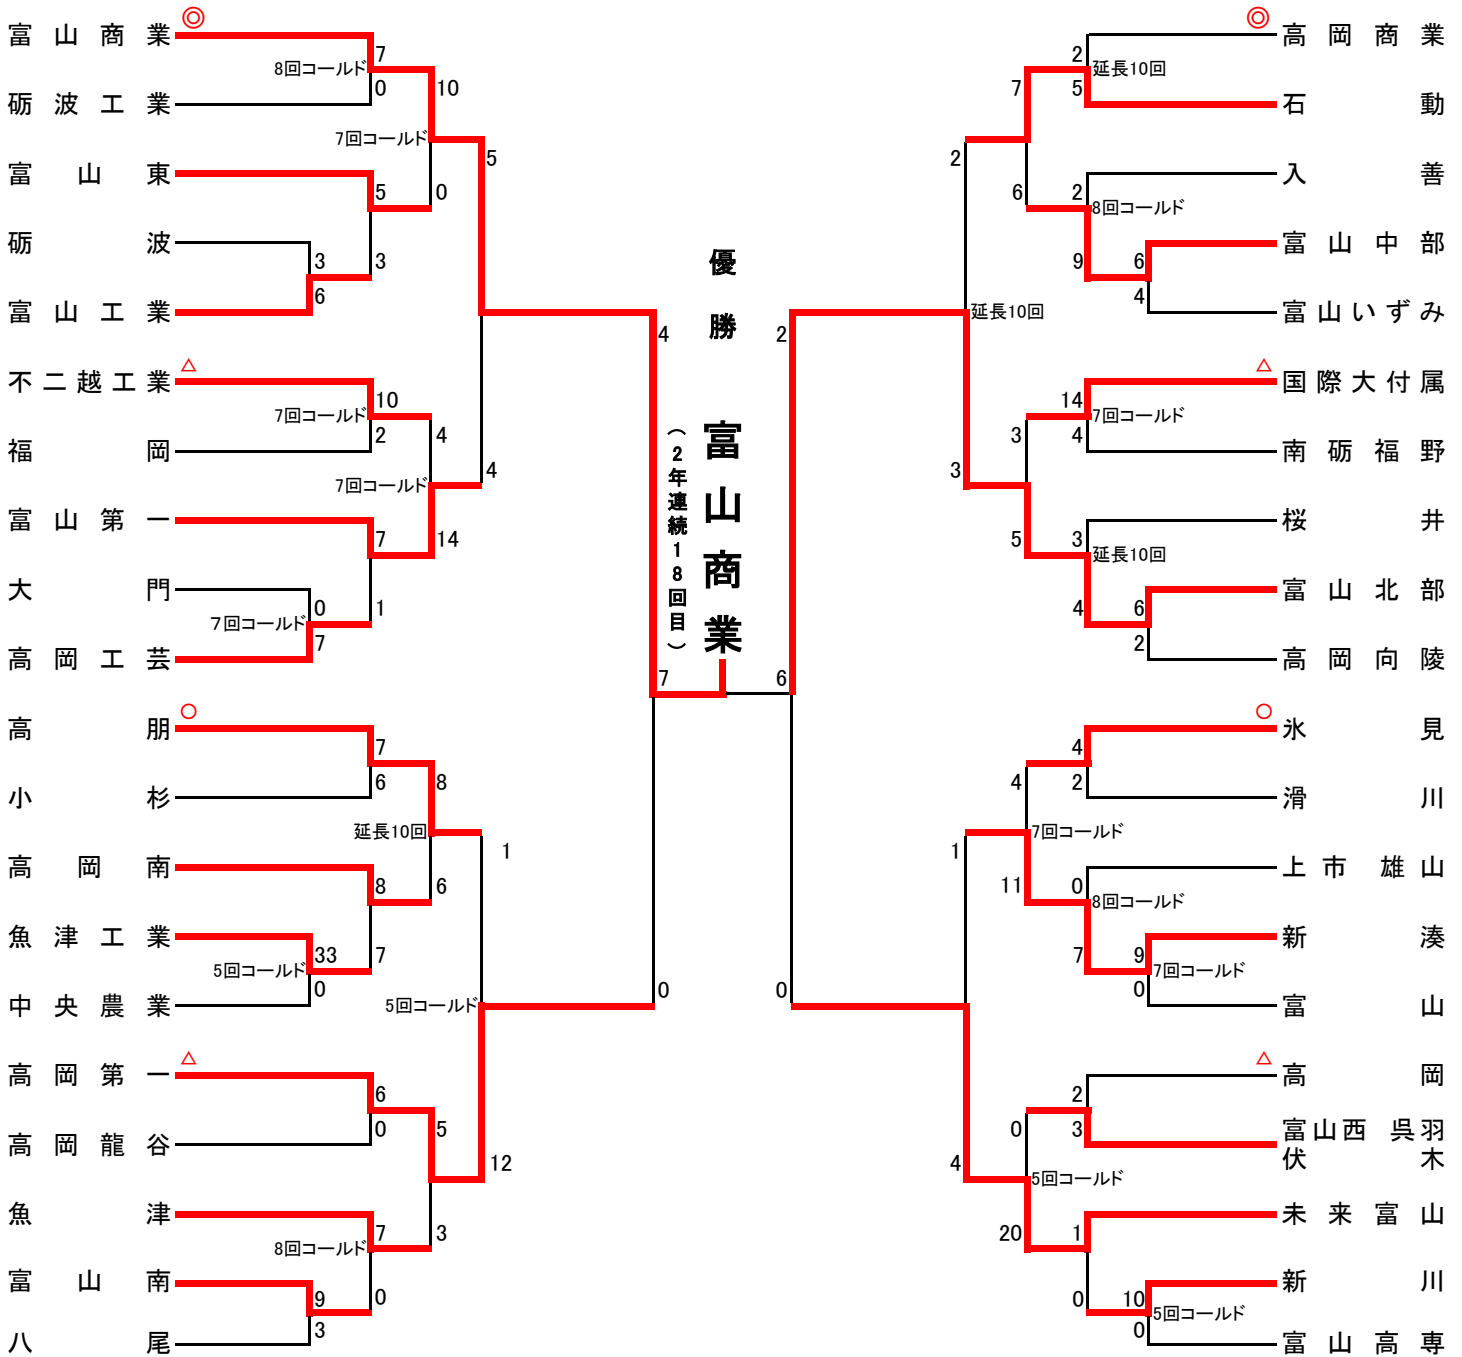 富山商業
◎
7
8回コールド
0
10
砺波工業
7回コールド
5
富山東
5
0
砺波
3
3
6
富山工業
不二越工業
△
10
7回コールド
2
4
福岡
7回コールド
4
富山第一
7
14
大門
0
1
7回コールド
7
高岡工芸
高朋
○
7
6
8
小杉
延長10回
1
高岡南
8
6
魚津工業
33
7
5回コールド
0
中央農業
5回コールド
高岡第一
△
6
0
5
高岡龍谷
12
魚津
7
3
8回コールド
富山南
9
0
3
八尾
4
7
0
優勝
富山商業
(2年連続18回目)
2
6
0
◎
高岡商業
2
延長10回
7
5
石動
2
入善
6
2
8回コールド
富山中部
9
6
4
富山いずみ
延長10回
△
国際大付属
14
7回コールド
3
4
南砺福野
3
桜井
5
3
延長10回
富山北部
4
6
2
高岡向陵
○
氷見
4
4
2
滑川
7回コールド
1
上市雄山
11
0
8回コールド
新湊
7
9
7回コールド
0
富山
△
高岡
2
0
3
富山西 呉羽
伏木
4
5回コールド
未来富山
20
1
新川
0
10
5回コールド
0
富山高専